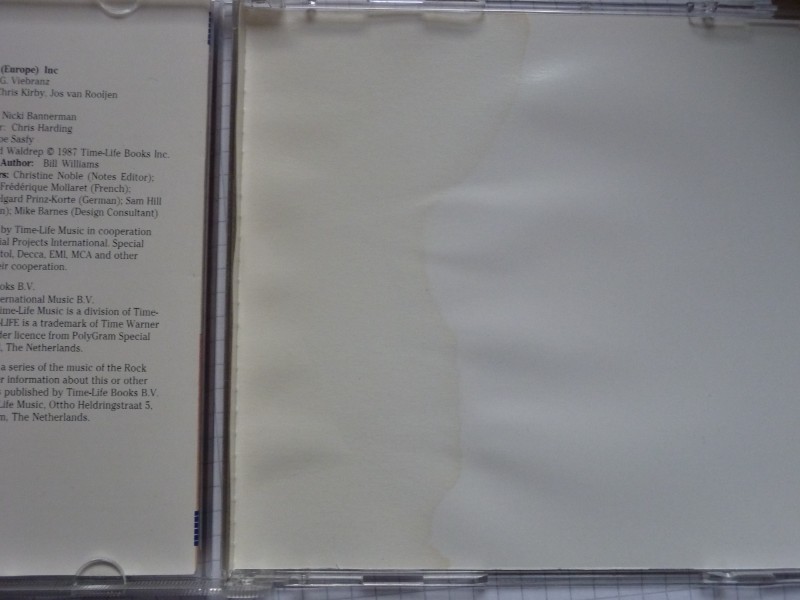 (Europe) Inc
G. Viebranz
Chris Kirby, Jos van Rooijen
Nicki Bannerman
r: Chris Harding
oe Sasfy
d Waldrep © 1987 Time-Life Books Inc.
Author: Bill Williams
rs: Christine Noble (Notes Editor);
Frédérique Mollaret (French);
lgard Prinz-Korte (German); Sam Hill
n); Mike Barnes (Design Consultant)
by Time-Life Music in cooperation
ial Projects International. Special
tol, Decca, EMI, MCA and other
eir cooperation.
oks B.V.
ernational Music B.V.
ime-Life Music is a division of Time-
-LIFE is a trademark of Time Warner
der licence from PolyGram Special
, The Netherlands.
a series of the music of the Rock
r information about this or other
s published by Time-Life Books B.V.
Life Music, Ottho Heldringstraat 5,
m, The Netherlands.